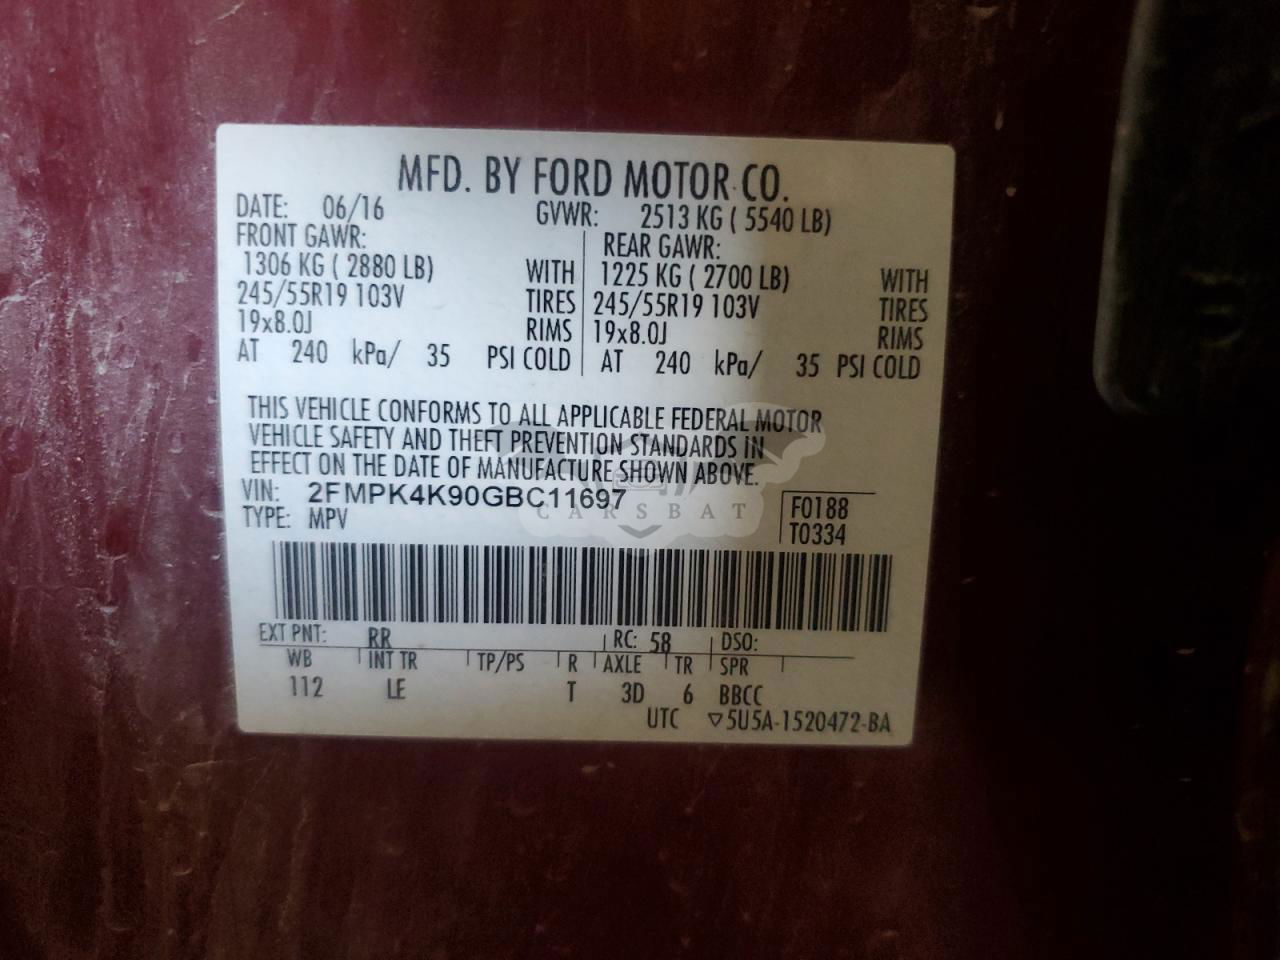 MFD. BY FORD MOTOR CO.
DATE: 06/16 GVWR: 2513 KG ( 5540 LB)
FRONT GAWR: REAR GAWR:
1306 KG ( 2880 LB) WITH 1225 KG ( 2700 LB) WITH
245/55R19 103V TIRES 245/55R19 103V TIRES
19x8.0J RIMS 19x8.0J RIMS
AT 240 kPa/ 35 PSI COLD AT 240 kPa/ 35 PSI COLD
THIS VEHICLE CONFORMS TO ALL APPLICABLE FEDERAL MOTOR
VEHICLE SAFETY AND THEFT PREVENTION STANDARDS IN
EFFECT ON THE DATE OF MANUFACTURE SHOWN ABOVE.
VIN: 2FMPK4K90GBC11697 F0188
CARSBAT
TYPE: MPV T0334
EXT PNT: RR RC: 58 DSO:
WB INT TR TP/PS R AXLE TR SPR
112 LE T 3D 6 BBCC
UTC ▽5U5A-1520472-BA